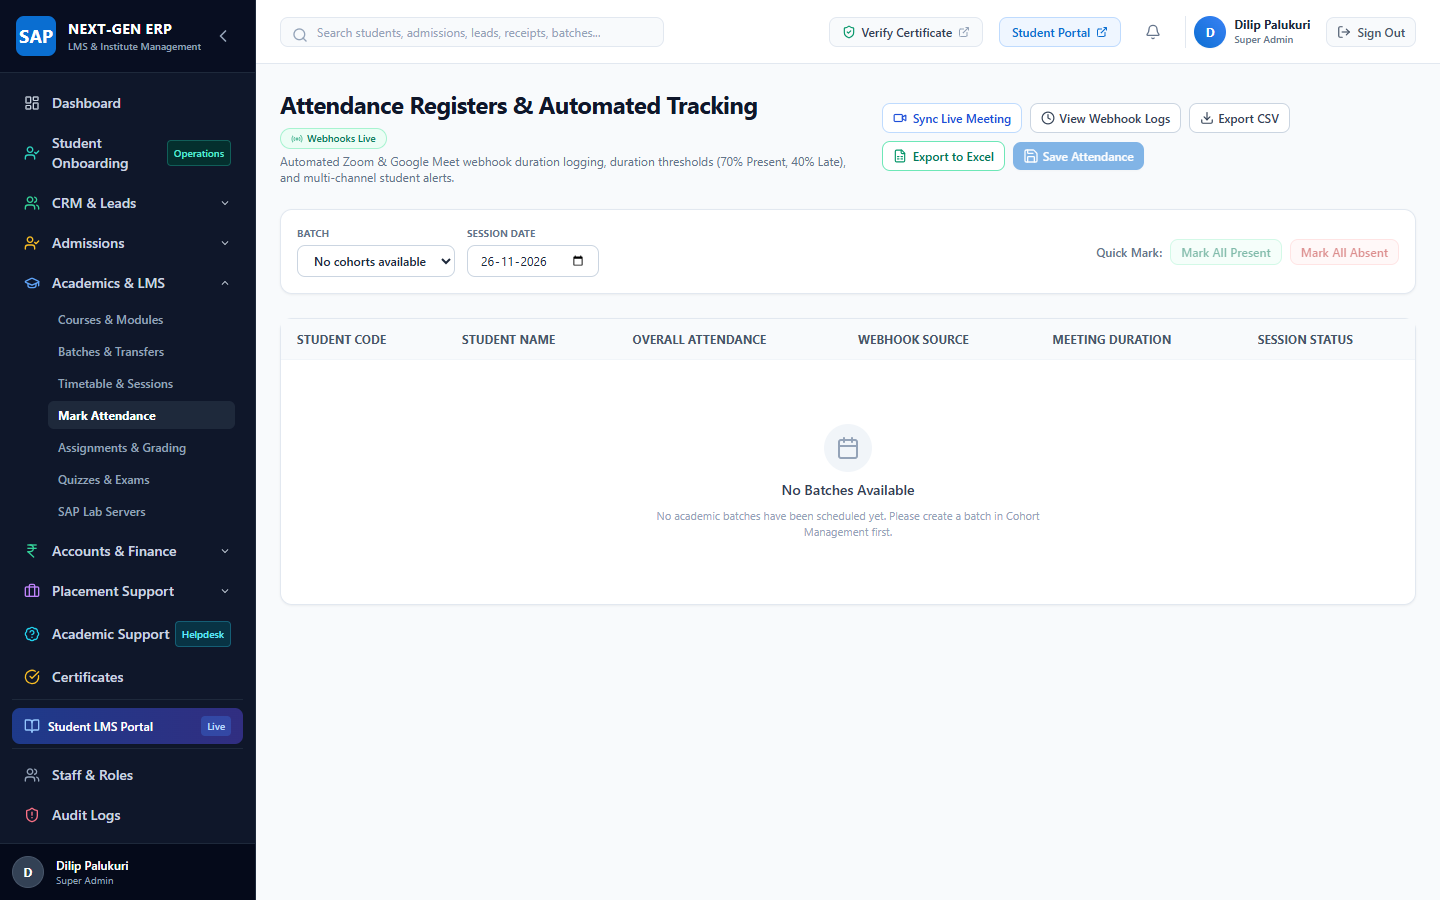 SAP
NEXT-GEN ERP
LMS & Institute Management
Search students, admissions, leads, receipts, batches...
Verify Certificate
Student Portal
D
Dilip Palukuri
Super Admin
Sign Out
Dashboard
Student
Onboarding
Operations
CRM & Leads
Admissions
Academics & LMS
Courses & Modules
Batches & Transfers
Timetable & Sessions
Mark Attendance
Assignments & Grading
Quizzes & Exams
SAP Lab Servers
Accounts & Finance
Placement Support
Academic Support
Helpdesk
Certificates
Student LMS Portal
Live
Staff & Roles
Audit Logs
D
Dilip Palukuri
Super Admin
Attendance Registers & Automated Tracking
Webhooks Live
Automated Zoom & Google Meet webhook duration logging, duration thresholds (70% Present, 40% Late),
and multi-channel student alerts.
Sync Live Meeting
View Webhook Logs
Export CSV
Export to Excel
Save Attendance
BATCH
No cohorts available
SESSION DATE
26-11-2026
Quick Mark:
Mark All Present
Mark All Absent
STUDENT CODE
STUDENT NAME
OVERALL ATTENDANCE
WEBHOOK SOURCE
MEETING DURATION
SESSION STATUS
No Batches Available
No academic batches have been scheduled yet. Please create a batch in Cohort
Management first.